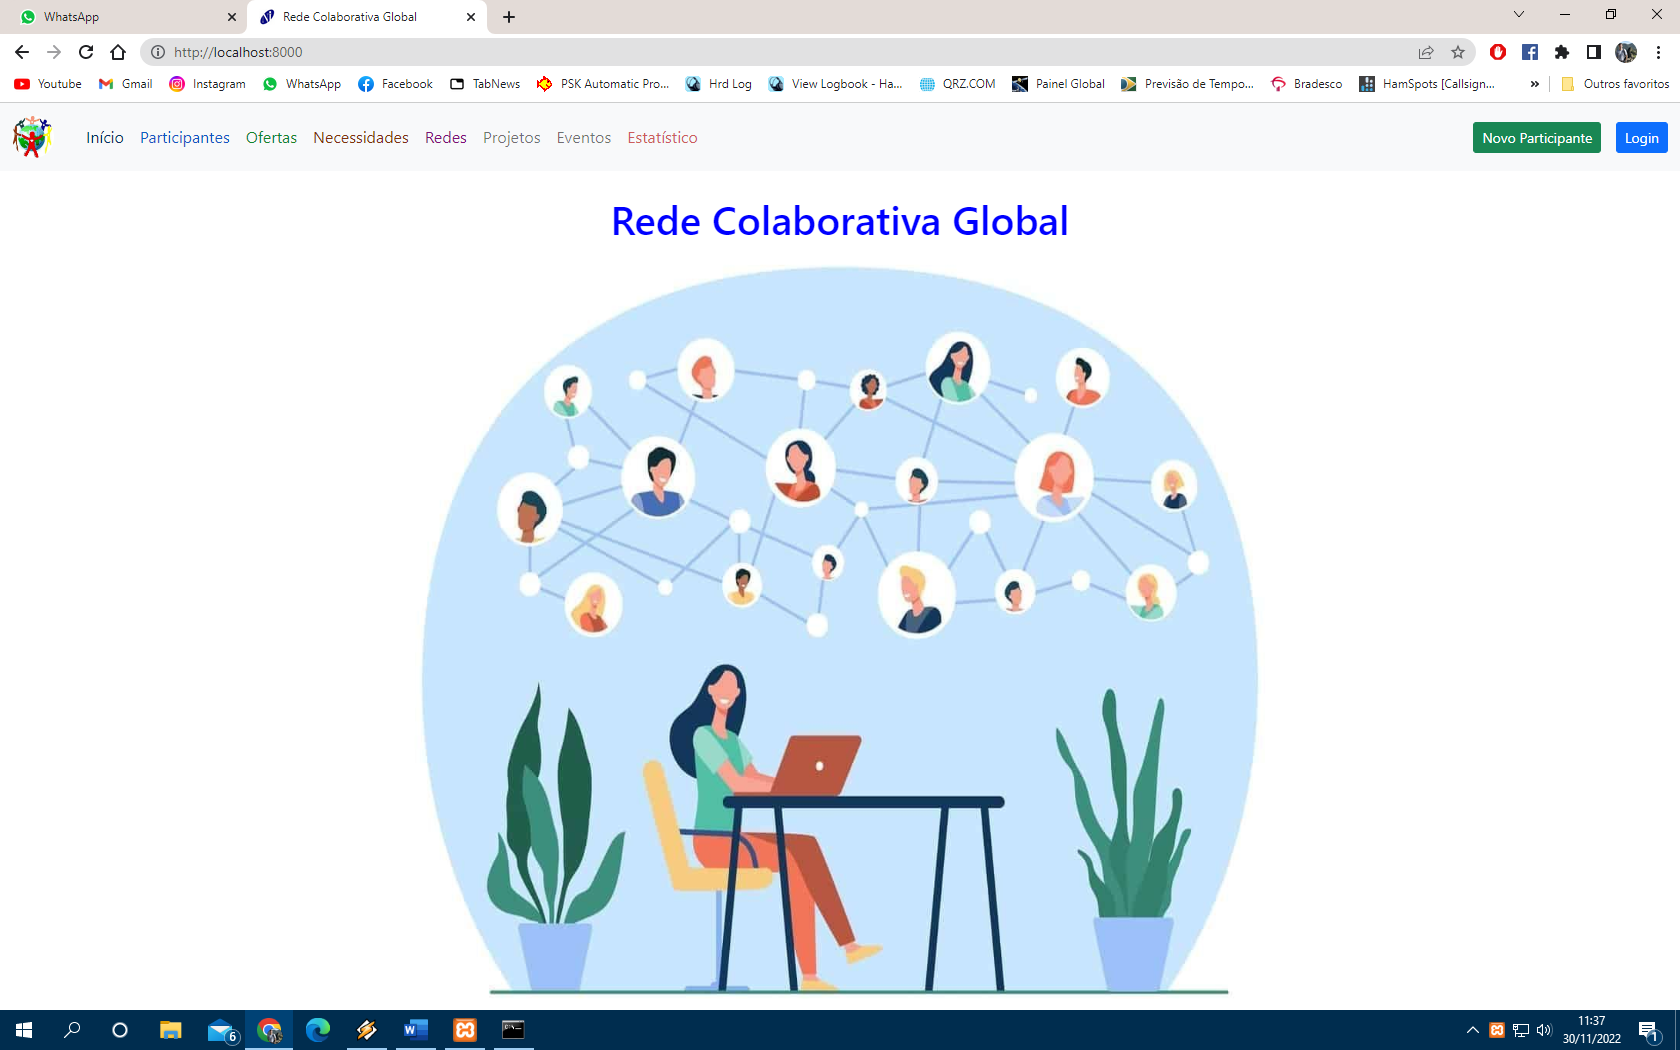 WhatsApp
Rede Colaborativa Global
http://localhost:8000
Youtube Gmail Instagram WhatsApp Facebook TabNews PSK Automatic Pro... Hrd Log View Logbook - Ha... QRZ.COM Painel Global Previsão de Tempo... Bradesco HamSpots [Callsign... » Outros favoritos
Início Participantes Ofertas Necessidades Redes Projetos Eventos Estatístico Novo Participante Login
Rede Colaborativa Global
6
11:37
30/11/2022
1